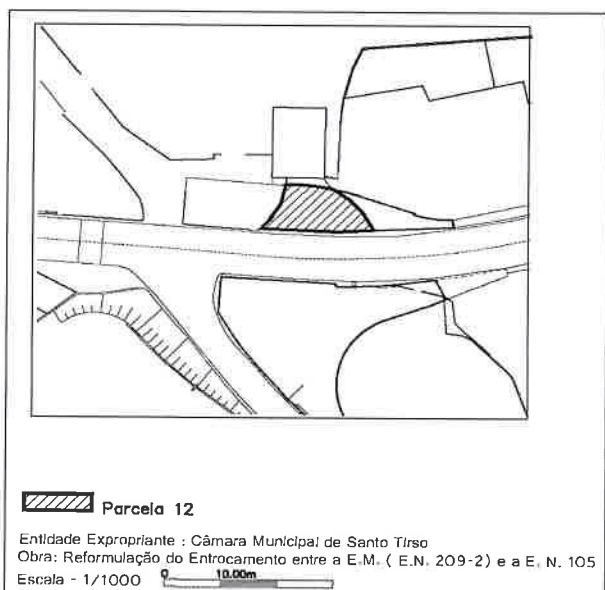 Parcela 12
Entidade Expropriante : Câmara Municipal de Santo Tirso
Obra: Reformulação do Entrocamento entre a E.M. ( E.N. 209-2) e a E. N. 105
Escala - 1/1000
0 10.00m